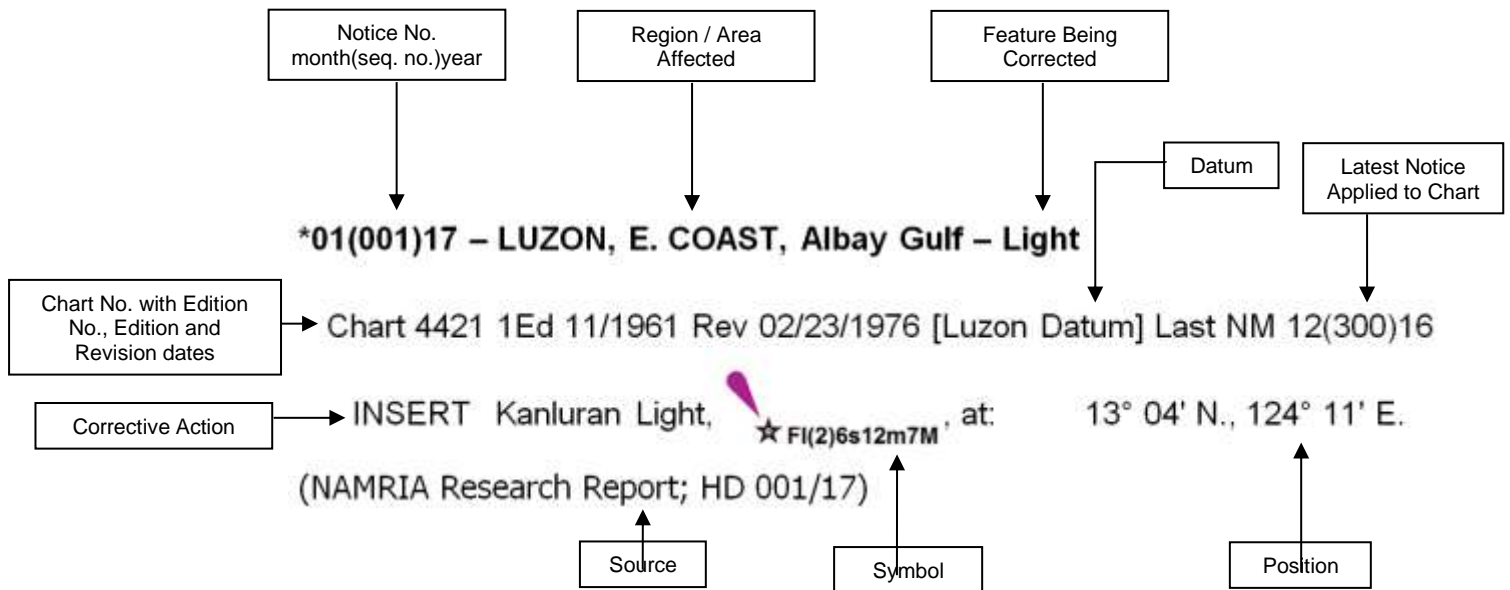 Notice No.
month(seq. no.)year
Region / Area
Affected
Feature Being
Corrected
Datum
Latest Notice
Applied to Chart
*01(001)17 – LUZON, E. COAST, Albay Gulf – Light
Chart No. with Edition
No., Edition and
Revision dates
Chart 4421 1Ed 11/1961 Rev 02/23/1976 [Luzon Datum] Last NM 12(300)16
Corrective Action
INSERT Kanluran Light, Fl(2)6s12m7M , at: 13° 04' N., 124° 11' E.
(NAMRIA Research Report; HD 001/17)
Source
Symbol
Position